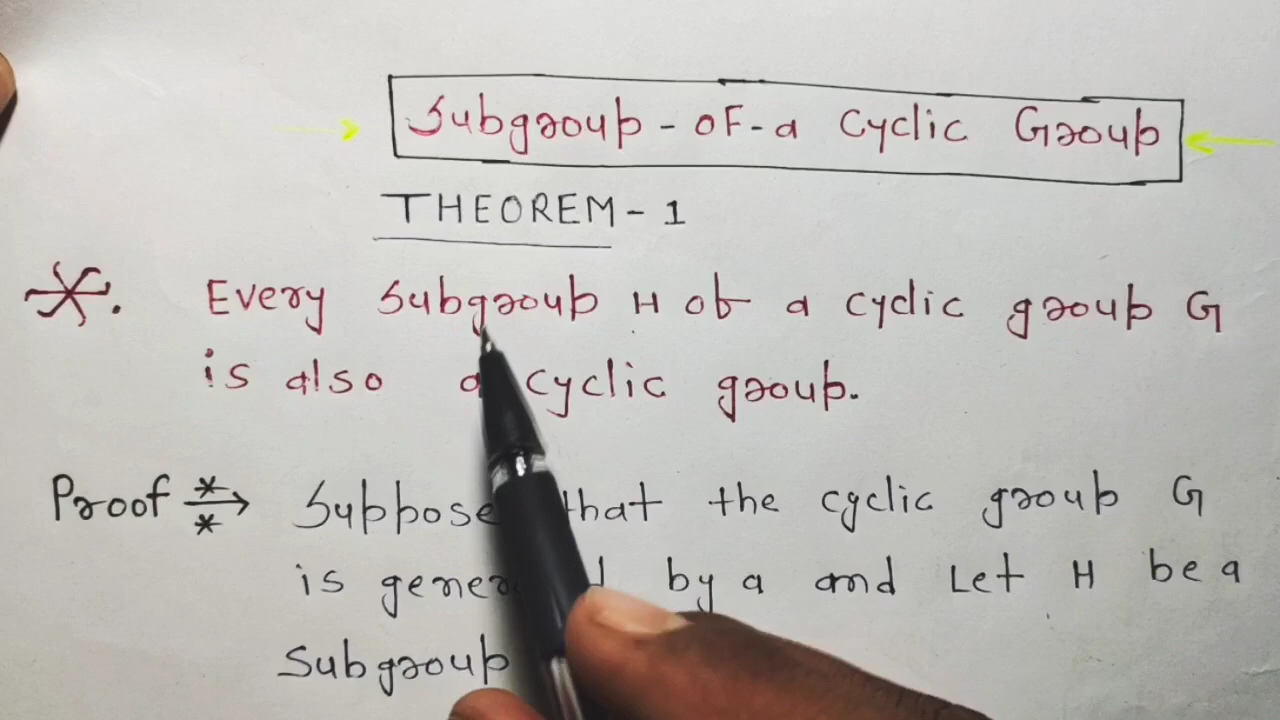 Subgroup-OF-a Cyclic Group
THEOREM-1
*. Every Subgroup H of a cyclic group G
is also a cyclic group.
Proof ** → Suppose that the cyclic group G
is by a and Let H be a
Subgroup